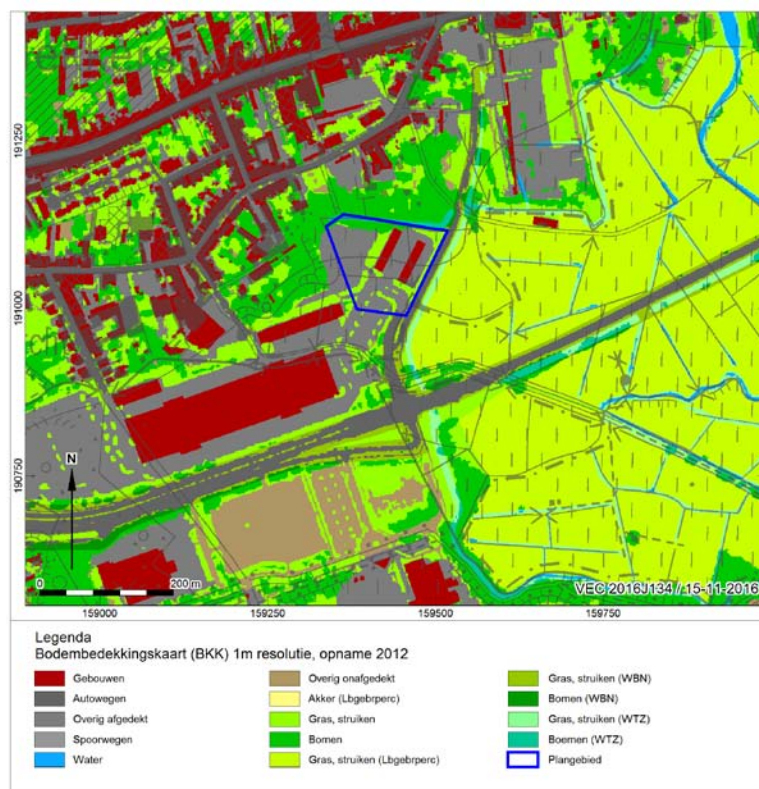 191250
191000
190750
N
0 200 m
VEC 2016J134 / 15-11-2016
159000 159250 159500 159750
Legenda
Bodembedekkingskaart (BKK) 1m resolutie, opname 2012
Gebouwen
Autowegen
Overig afgedekt
Spoorwegen
Water
Overig onafgedekt
Akker (Lbgebrperc)
Gras, struiken
Bomen
Gras, struiken (Lbgebrperc)
Gras, struiken (WBN)
Bomen (WBN)
Gras, struiken (WTZ)
Boemen (WTZ)
Plangebied